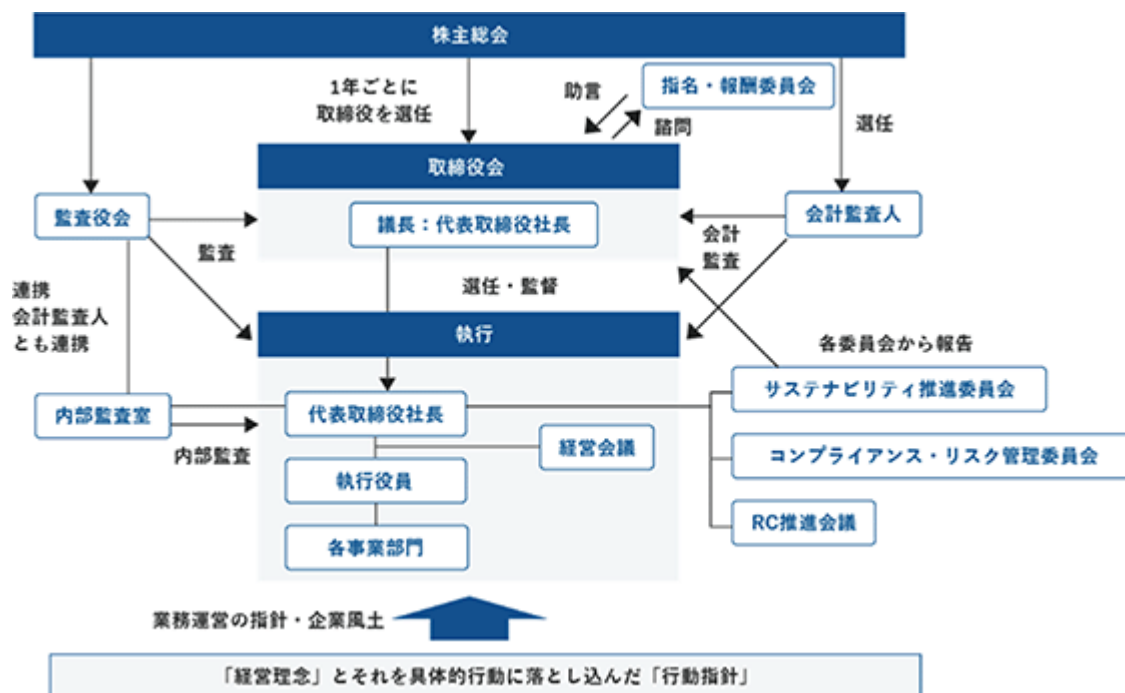 株主総会
1年ごとに
取締役を選任
助言
指名・報酬委員会
諮問
選任
取締役会
監査役会
議長：代表取締役社長
会計監査人
監査
会計
監査
選任・監督
連携
会計監査人
とも連携
執行
各委員会から報告
サステナビリティ推進委員会
内部監査室
代表取締役社長
内部監査
経営会議
コンプライアンス・リスク管理委員会
執行役員
RC推進会議
各事業部門
業務運営の指針・企業風土
「経営理念」とそれを具体的行動に落とし込んだ「行動指針」